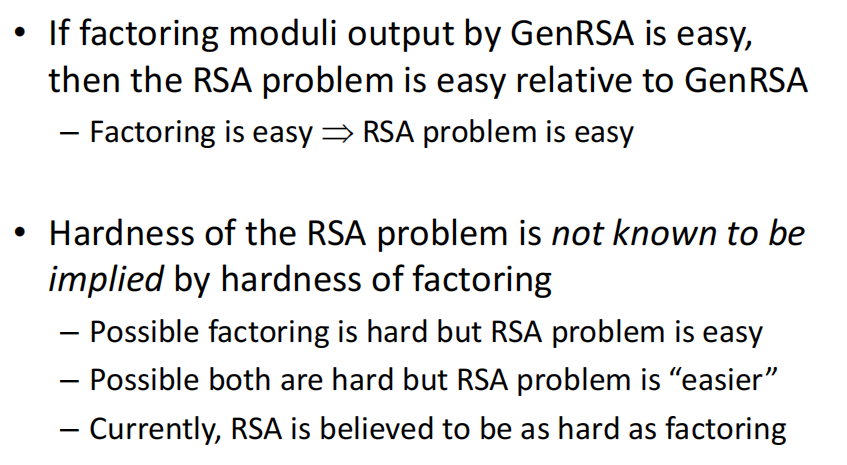 • If factoring moduli output by GenRSA is easy,
then the RSA problem is easy relative to GenRSA
– Factoring is easy ⇒ RSA problem is easy
• Hardness of the RSA problem is not known to be
implied by hardness of factoring
– Possible factoring is hard but RSA problem is easy
– Possible both are hard but RSA problem is “easier”
– Currently, RSA is believed to be as hard as factoring